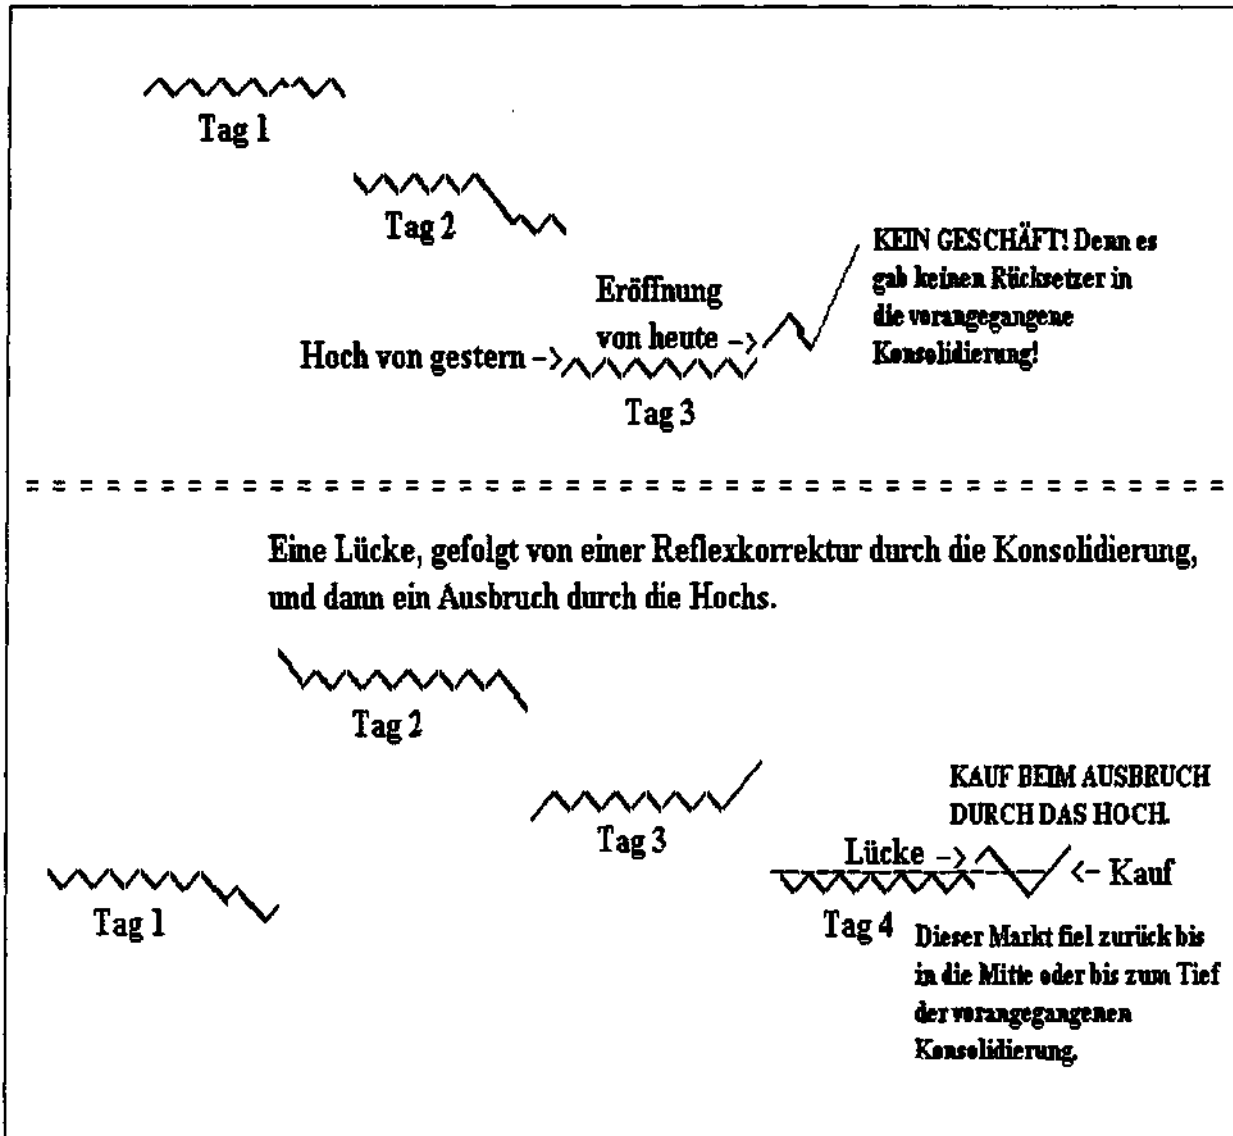 Tag 1
Tag 2
KEIN GESCHÄFT! Denn es
gab keinen Rücksetzer in
die vorangegangene
Konsolidierung!
Eröffnung
von heute -->
Hoch von gestern -->
Tag 3
Eine Lücke, gefolgt von einer Reflexkorrektur durch die Konsolidierung,
und dann ein Ausbruch durch die Hochs.
Tag 2
KAUF BEIM AUSBRUCH
DURCH DAS HOCH.
Tag 3
Lücke -->
<-- Kauf
Tag 1
Tag 4
Dieser Markt fiel zurück bis
in die Mitte oder bis zum Tief
der vorangegangenen
Konsolidierung.